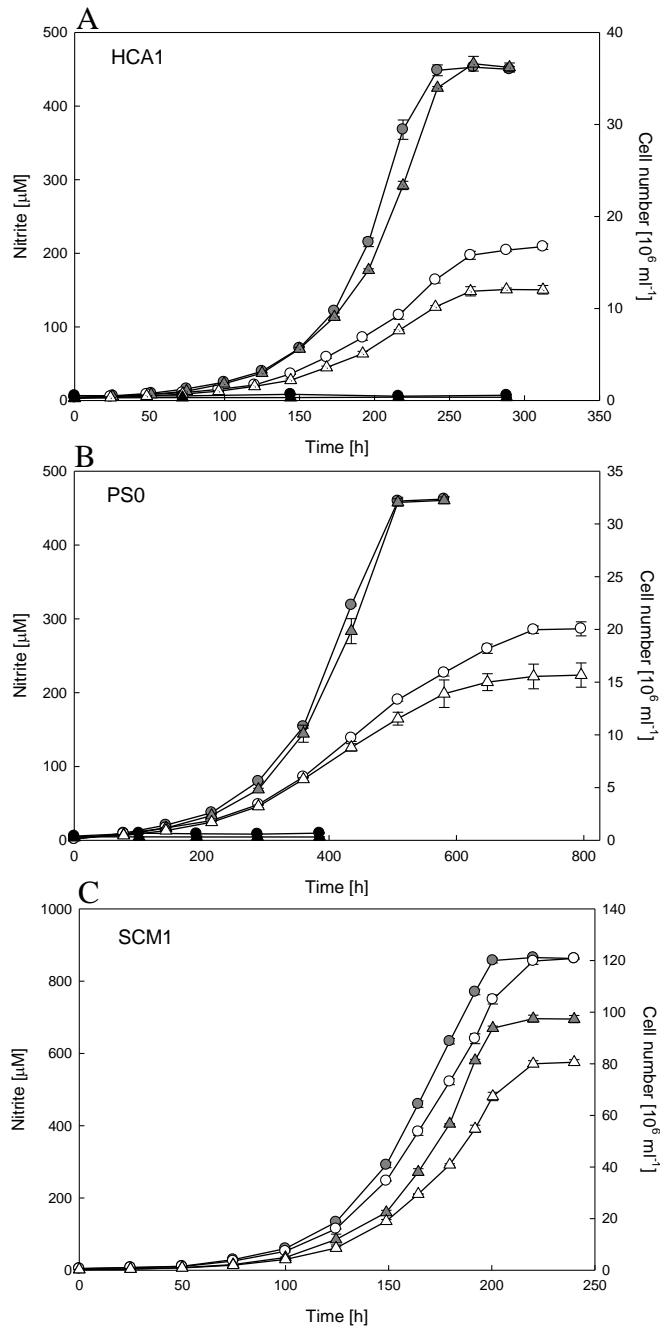 A
HCA1
500
400
300
200
100
0
Nitrite [µM]
40
30
20
10
0
Cell number [10⁶ ml⁻¹]
0 50 100 150 200 250 300 350
Time [h]
B
PS0
500
400
300
200
100
0
Nitrite [µM]
35
30
25
20
15
10
5
0
Cell number [10⁶ ml⁻¹]
0 200 400 600 800
Time [h]
C
SCM1
1000
800
600
400
200
0
Nitrite [µM]
140
120
100
80
60
40
20
0
Cell number [10⁶ ml⁻¹]
0 50 100 150 200 250
Time [h]